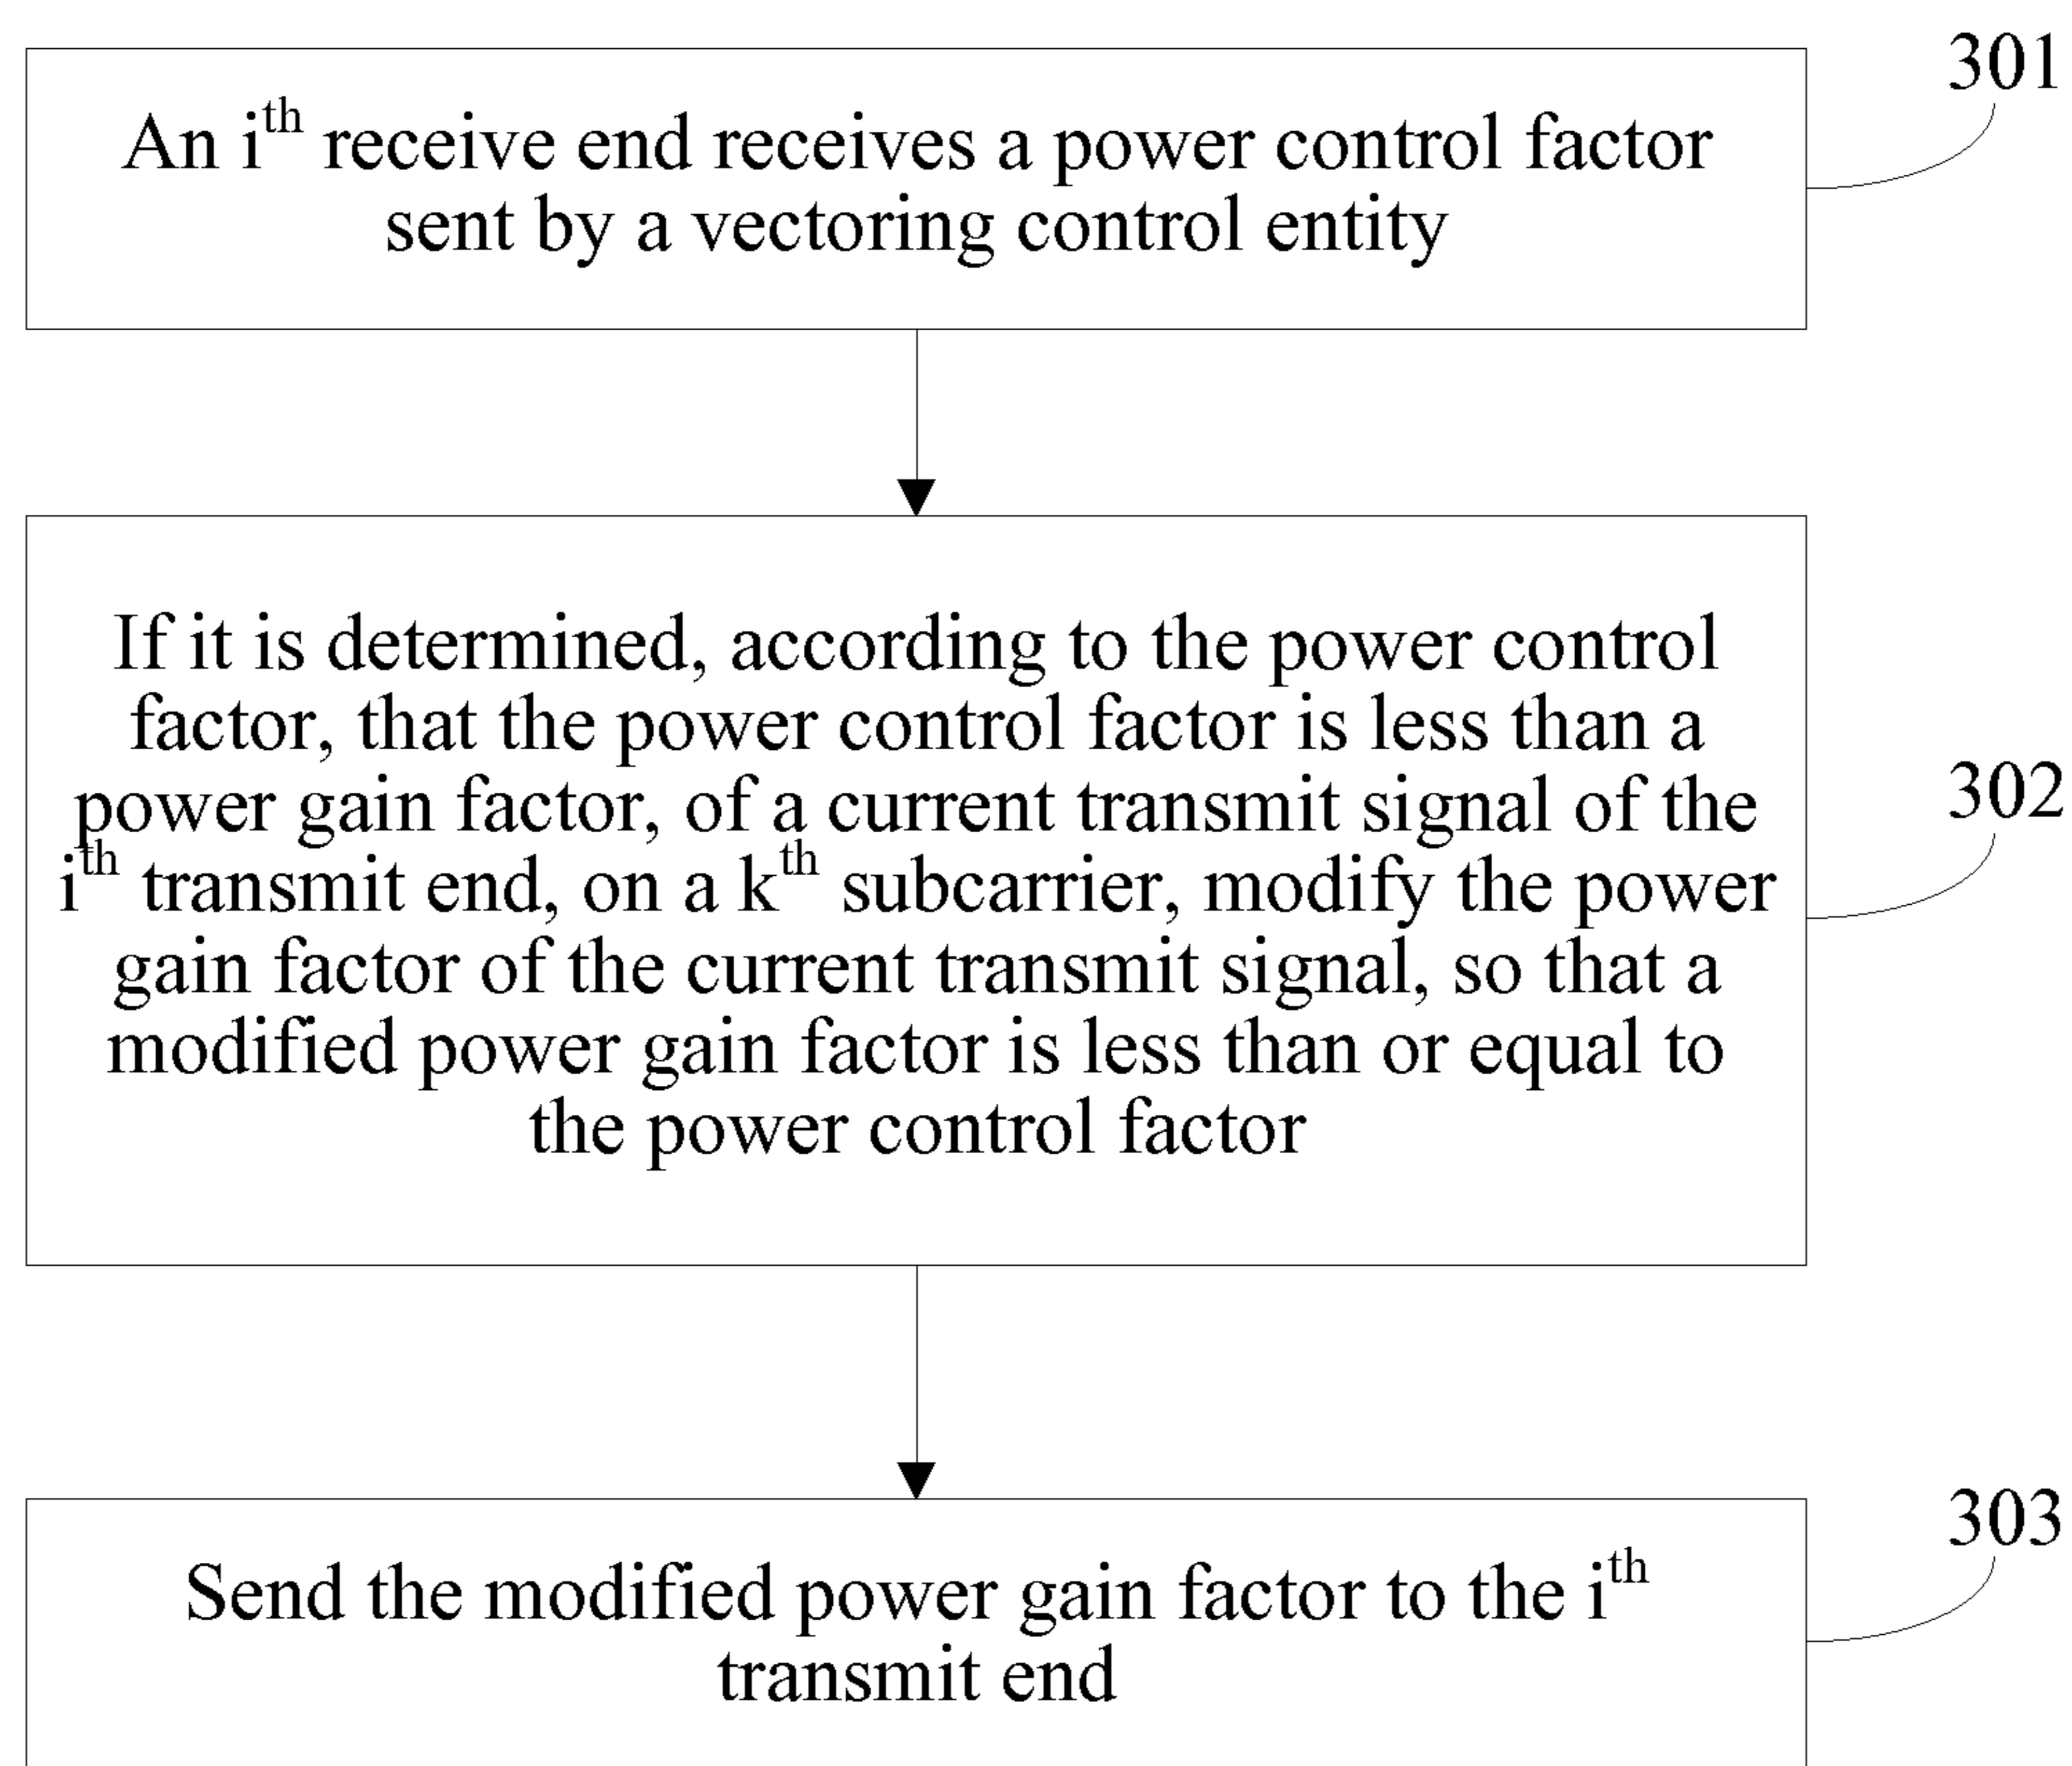 301
An i^th receive end receives a power control factor
sent by a vectoring control entity
If it is determined, according to the power control
factor, that the power control factor is less than a
power gain factor, of a current transmit signal of the
i^th transmit end, on a k^th subcarrier, modify the power
gain factor of the current transmit signal, so that a
modified power gain factor is less than or equal to
the power control factor
302
303
Send the modified power gain factor to the i^th
transmit end